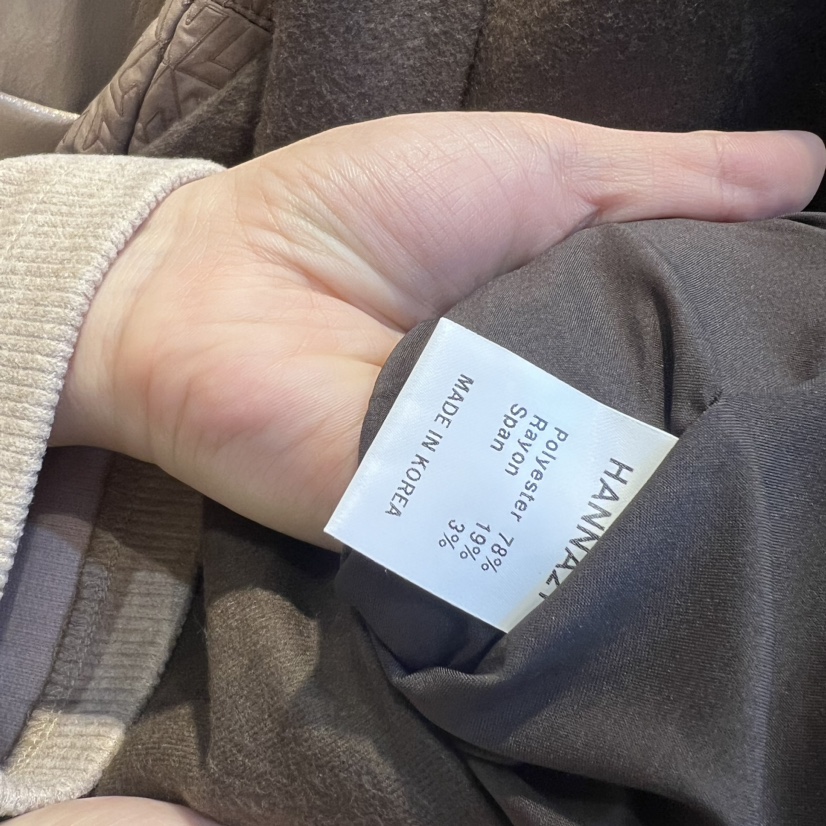 Polyester 78%
Rayon 19%
Span 3%
MADE IN KOREA